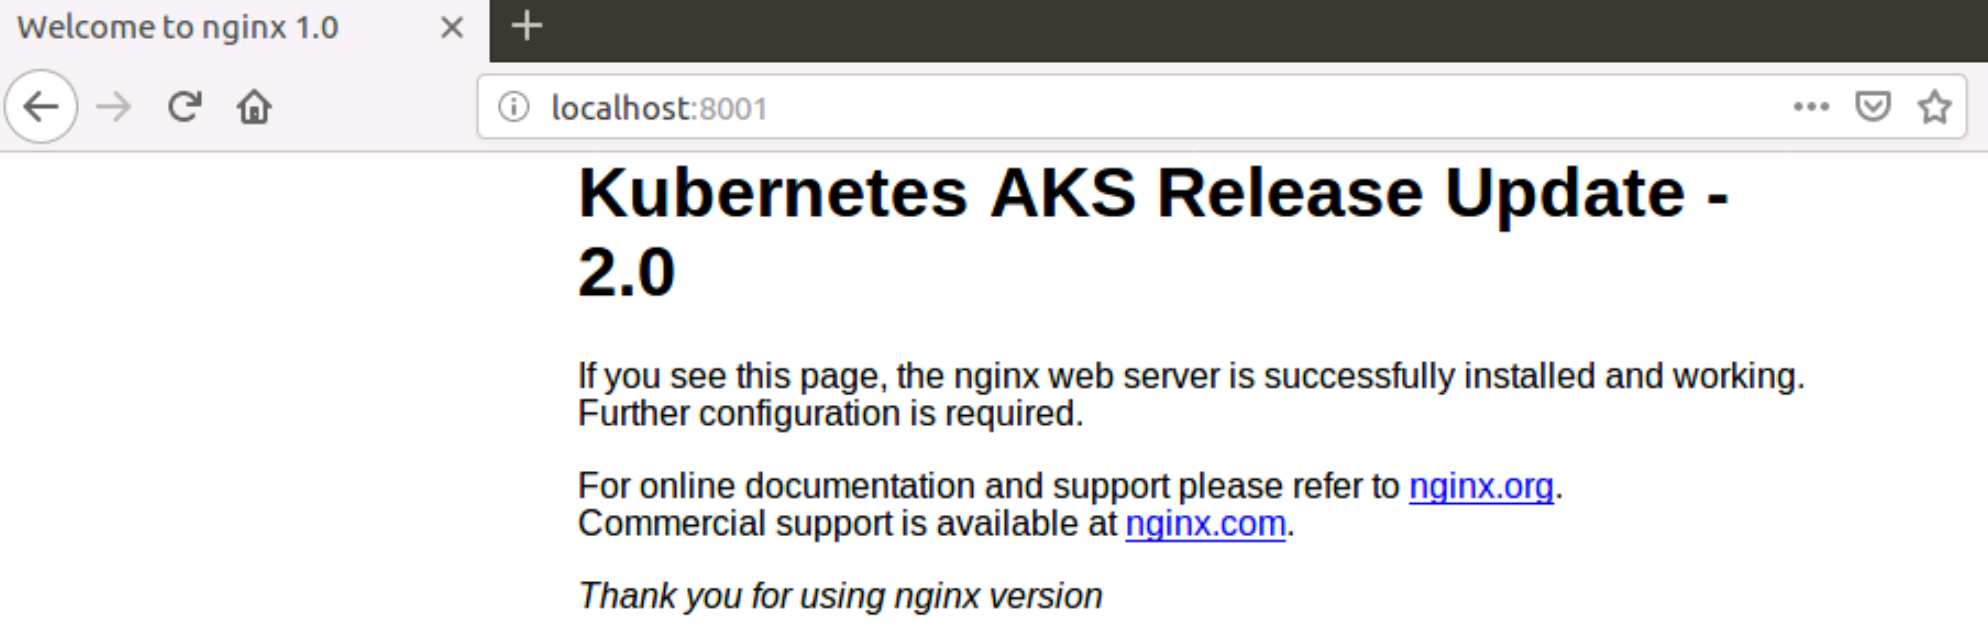 Welcome to nginx 1.0
localhost:8001
Kubernetes AKS Release Update -
2.0
If you see this page, the nginx web server is successfully installed and working.
Further configuration is required.
For online documentation and support please refer to nginx.org.
Commercial support is available at nginx.com.
Thank you for using nginx version